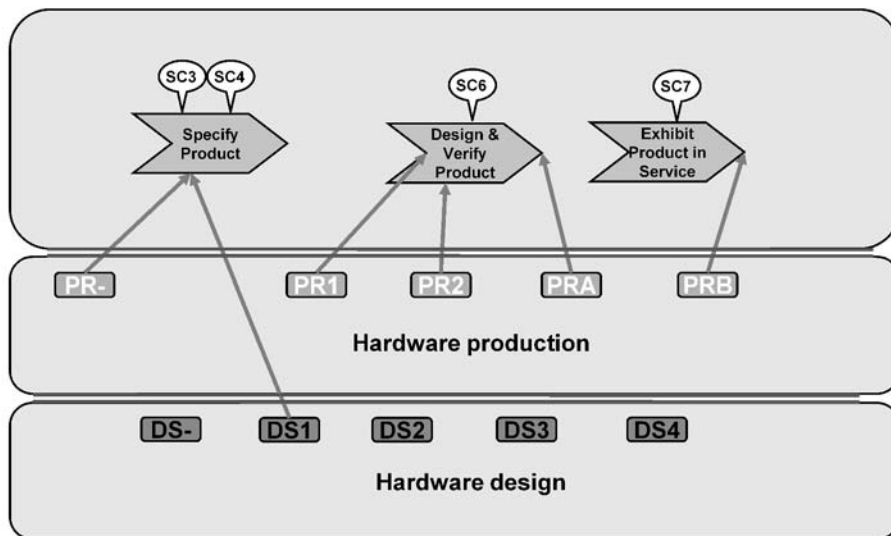 SC3 SC4 SC6 SC7
Specify
Product
Design &
Verify
Product
Exhibit
Product in
Service
PR- PR1 PR2 PRA PRB
Hardware production
DS- DS1 DS2 DS3 DS4
Hardware design